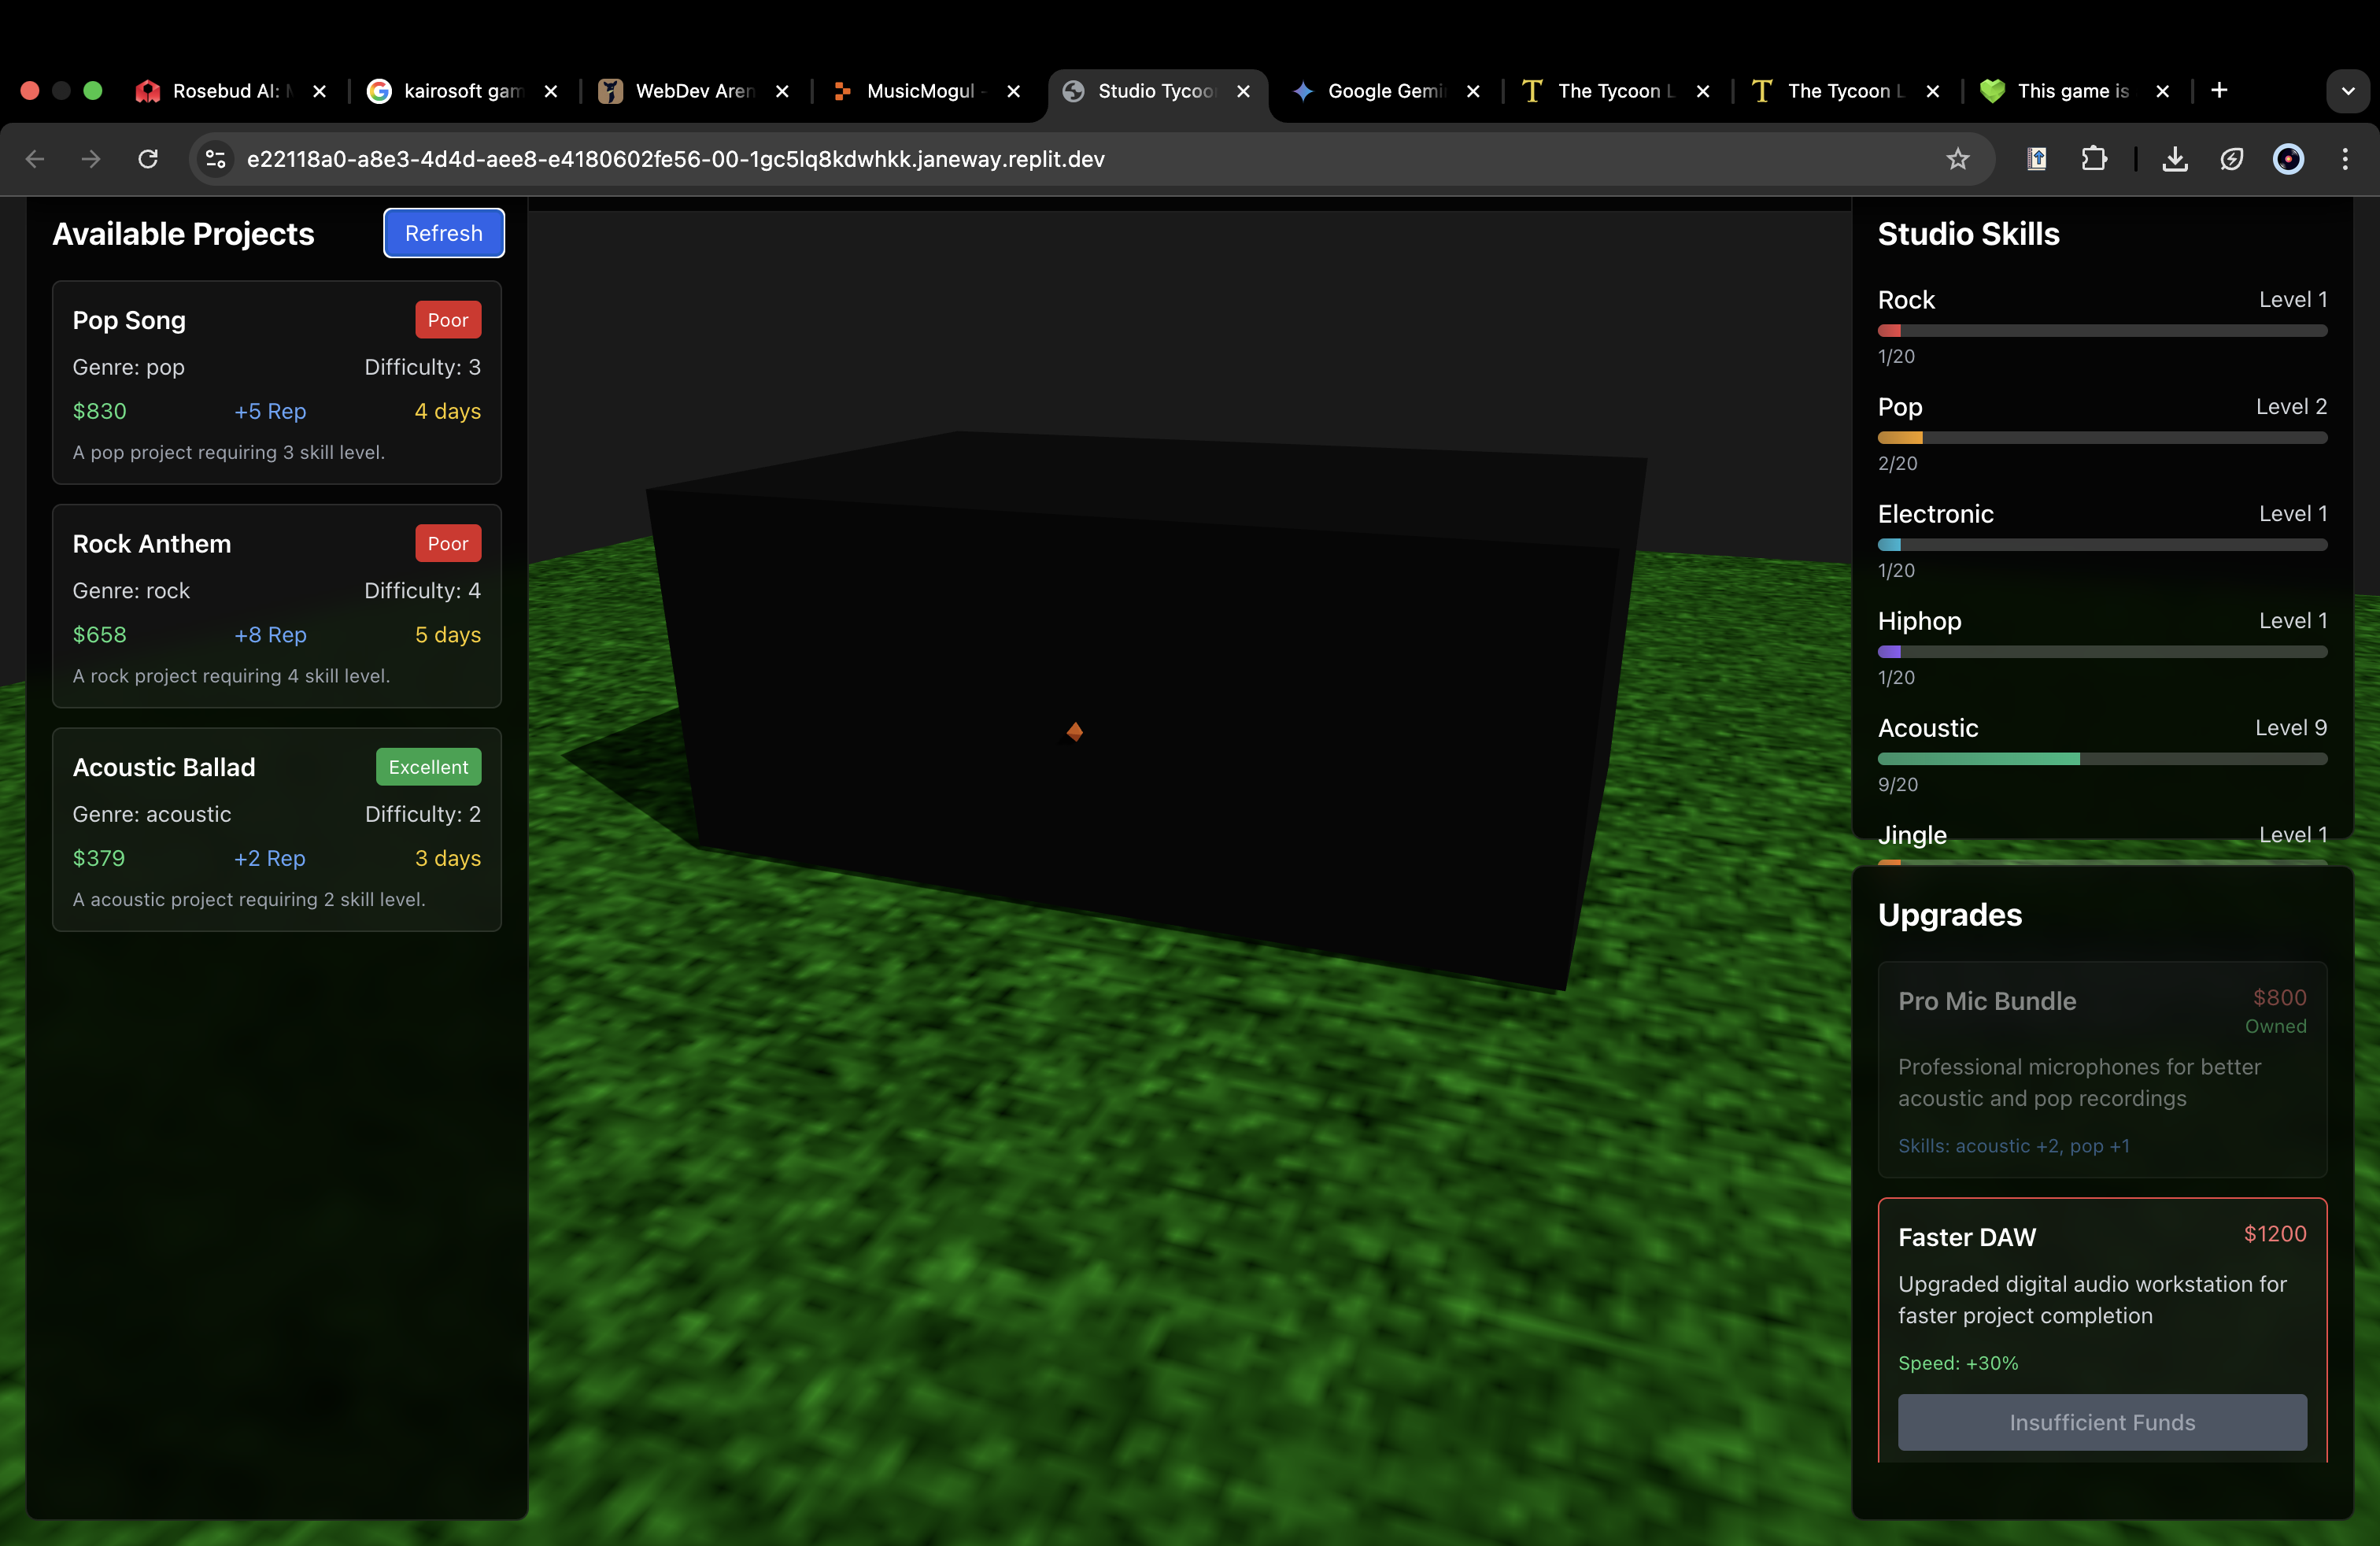 Rosebud AI: M
kairosoft gam
WebDev Aren
MusicMogul -
Studio Tycoo
Google Gemi
The Tycoon L
The Tycoon L
This game is
e22118a0-a8e3-4d4d-aee8-e4180602fe56-00-1gc5lq8kdwhkk.janeway.replit.dev
Available Projects
Refresh
Pop Song
Poor
Genre: pop
Difficulty: 3
$830
+5 Rep
4 days
A pop project requiring 3 skill level.
Rock Anthem
Poor
Genre: rock
Difficulty: 4
$658
+8 Rep
5 days
A rock project requiring 4 skill level.
Acoustic Ballad
Excellent
Genre: acoustic
Difficulty: 2
$379
+2 Rep
3 days
A acoustic project requiring 2 skill level.
Studio Skills
Rock
Level 1
1/20
Pop
Level 2
2/20
Electronic
Level 1
1/20
Hiphop
Level 1
1/20
Acoustic
Level 9
9/20
Jingle
Level 1
Upgrades
Pro Mic Bundle
$800
Owned
Professional microphones for better
acoustic and pop recordings
Skills: acoustic +2, pop +1
Faster DAW
$1200
Upgraded digital audio workstation for
faster project completion
Speed: +30%
Insufficient Funds